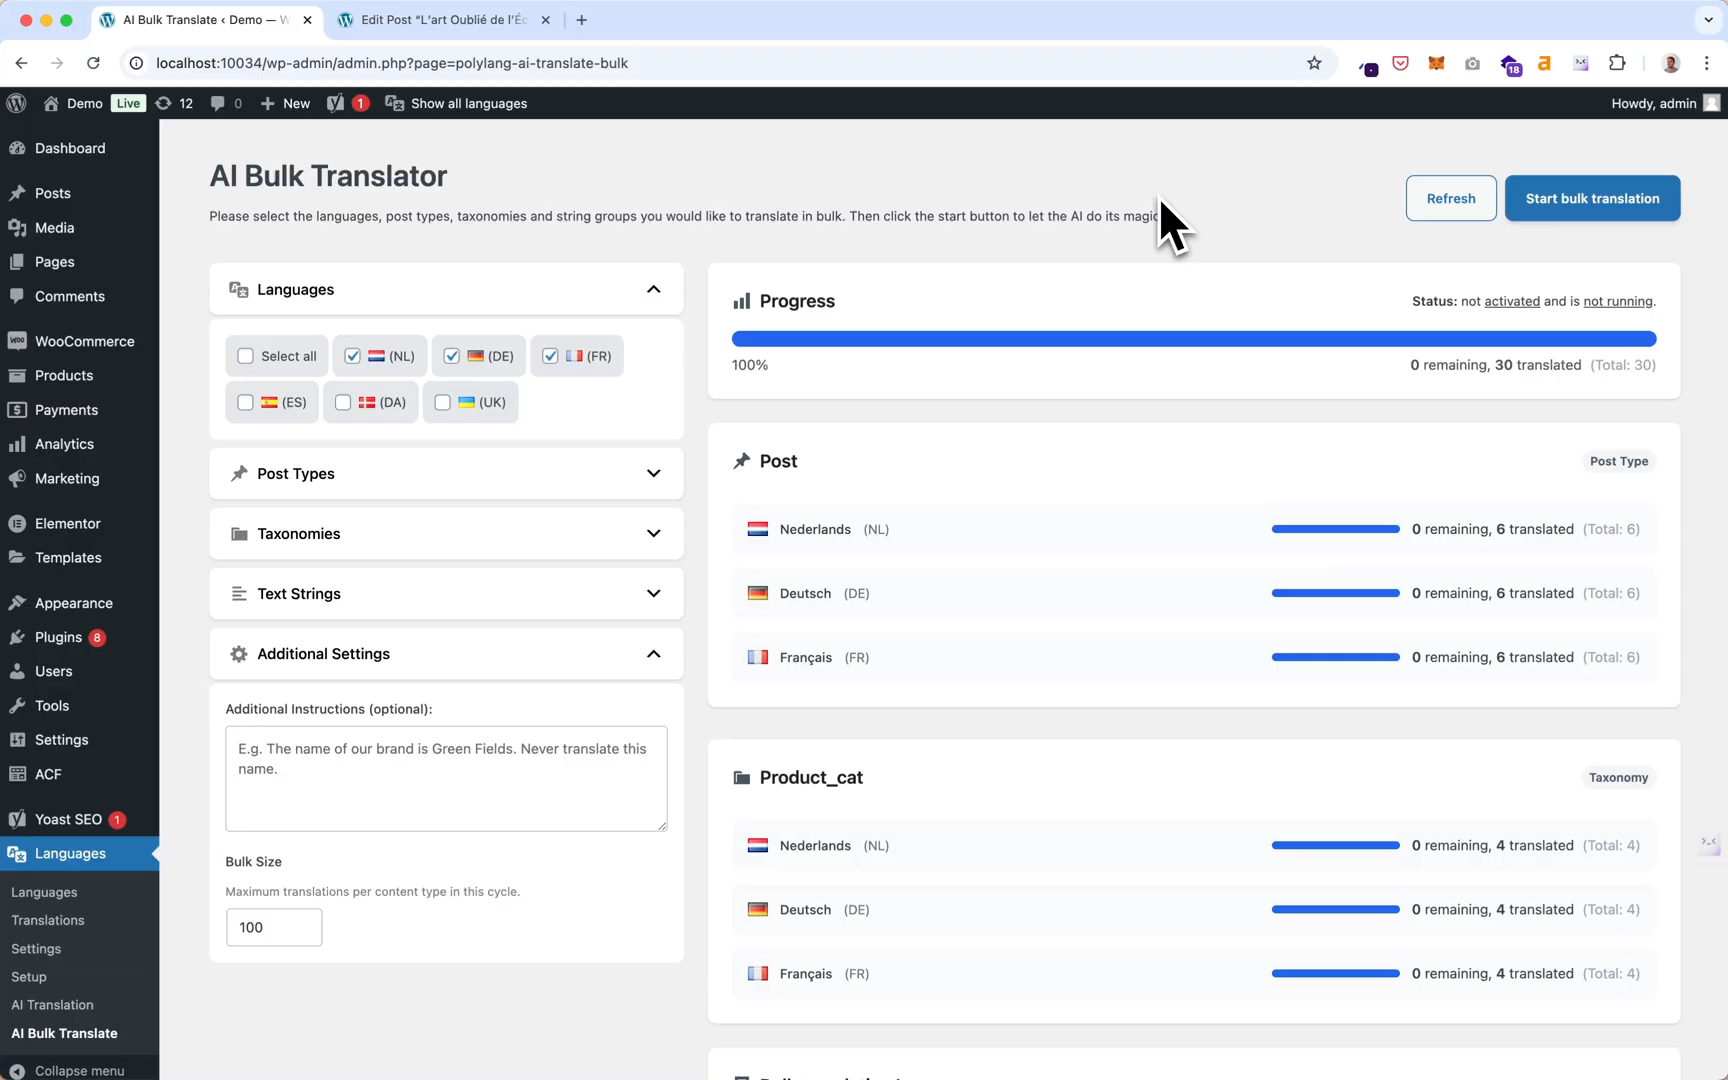 AI Bulk Translate ‹ Demo — W
Edit Post “L’art Oublié de l’Éc
localhost:10034/wp-admin/admin.php?page=polylang-ai-translate-bulk
18
Demo Live 12 0 New 1 Show all languages
Howdy, admin
Dashboard
Posts
Media
Pages
Comments
WooCommerce
Products
Payments
Analytics
Marketing
Elementor
Templates
Appearance
Plugins 8
Users
Tools
Settings
ACF
Yoast SEO 1
Languages
Languages
Translations
Settings
Setup
AI Translation
AI Bulk Translate
Collapse menu
AI Bulk Translator
Please select the languages, post types, taxonomies and string groups you would like to translate in bulk. Then click the start button to let the AI do its magic
Refresh
Start bulk translation
Languages
Select all (NL) (DE) (FR)
(ES) (DA) (UK)
Post Types
Taxonomies
Text Strings
Additional Settings
Additional Instructions (optional):
E.g. The name of our brand is Green Fields. Never translate this
name.
Bulk Size
Maximum translations per content type in this cycle.
100
Progress
Status: not activated and is not running.
100%
0 remaining, 30 translated (Total: 30)
Post
Post Type
Nederlands (NL) 0 remaining, 6 translated (Total: 6)
Deutsch (DE) 0 remaining, 6 translated (Total: 6)
Français (FR) 0 remaining, 6 translated (Total: 6)
Product_cat
Taxonomy
Nederlands (NL) 0 remaining, 4 translated (Total: 4)
Deutsch (DE) 0 remaining, 4 translated (Total: 4)
Français (FR) 0 remaining, 4 translated (Total: 4)